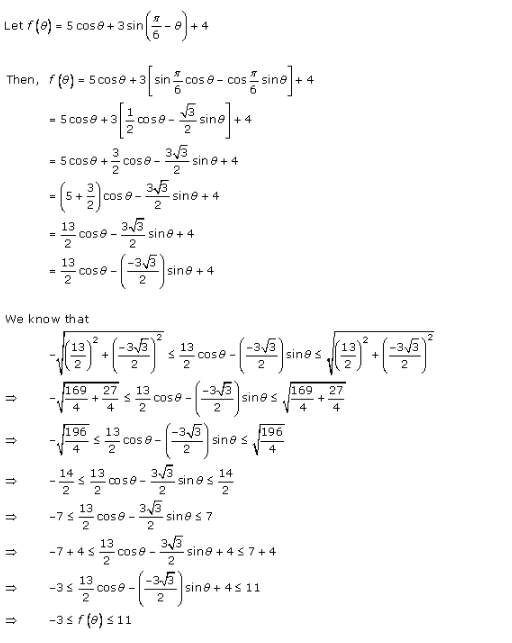 Let f(θ) = 5 cosθ + 3 sin(π/6 − θ) + 4
Then, f(θ) = 5 cosθ + 3[sin π/6 cosθ − cos π/6 sinθ] + 4
= 5 cosθ + 3[1/2 cosθ − √3/2 sinθ] + 4
= 5 cosθ + 3/2 cosθ − 3√3/2 sinθ + 4
= (5 + 3/2) cosθ − 3√3/2 sinθ + 4
= 13/2 cosθ − 3√3/2 sinθ + 4
= 13/2 cosθ − (−3√3/2) sinθ + 4
We know that
−√((13/2)² + (−3√3/2)²) ≤ 13/2 cosθ − (−3√3/2) sinθ ≤ √((13/2)² + (−3√3/2)²)
⇒ −√(169/4 + 27/4) ≤ 13/2 cosθ − (−3√3/2) sinθ ≤ √(169/4 + 27/4)
⇒ −√(196/4) ≤ 13/2 cosθ − (−3√3/2) sinθ ≤ √(196/4)
⇒ −14/2 ≤ 13/2 cosθ − 3√3/2 sinθ ≤ 14/2
⇒ −7 ≤ 13/2 cosθ − 3√3/2 sinθ ≤ 7
⇒ −7 + 4 ≤ 13/2 cosθ − 3√3/2 sinθ + 4 ≤ 7 + 4
⇒ −3 ≤ 13/2 cosθ − (−3√3/2) sinθ + 4 ≤ 11
⇒ −3 ≤ f(θ) ≤ 11